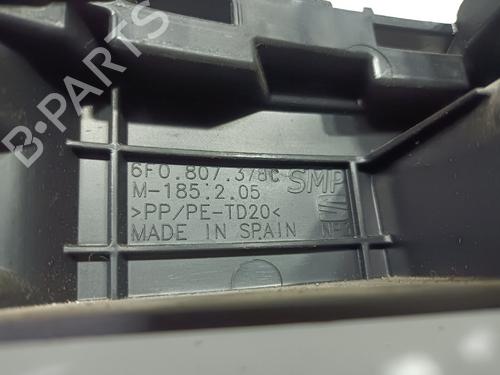 B-PARTS
6F0.807.378C SMP
M-185.2.05
>PP/PE-TD20<
MADE IN SPAIN